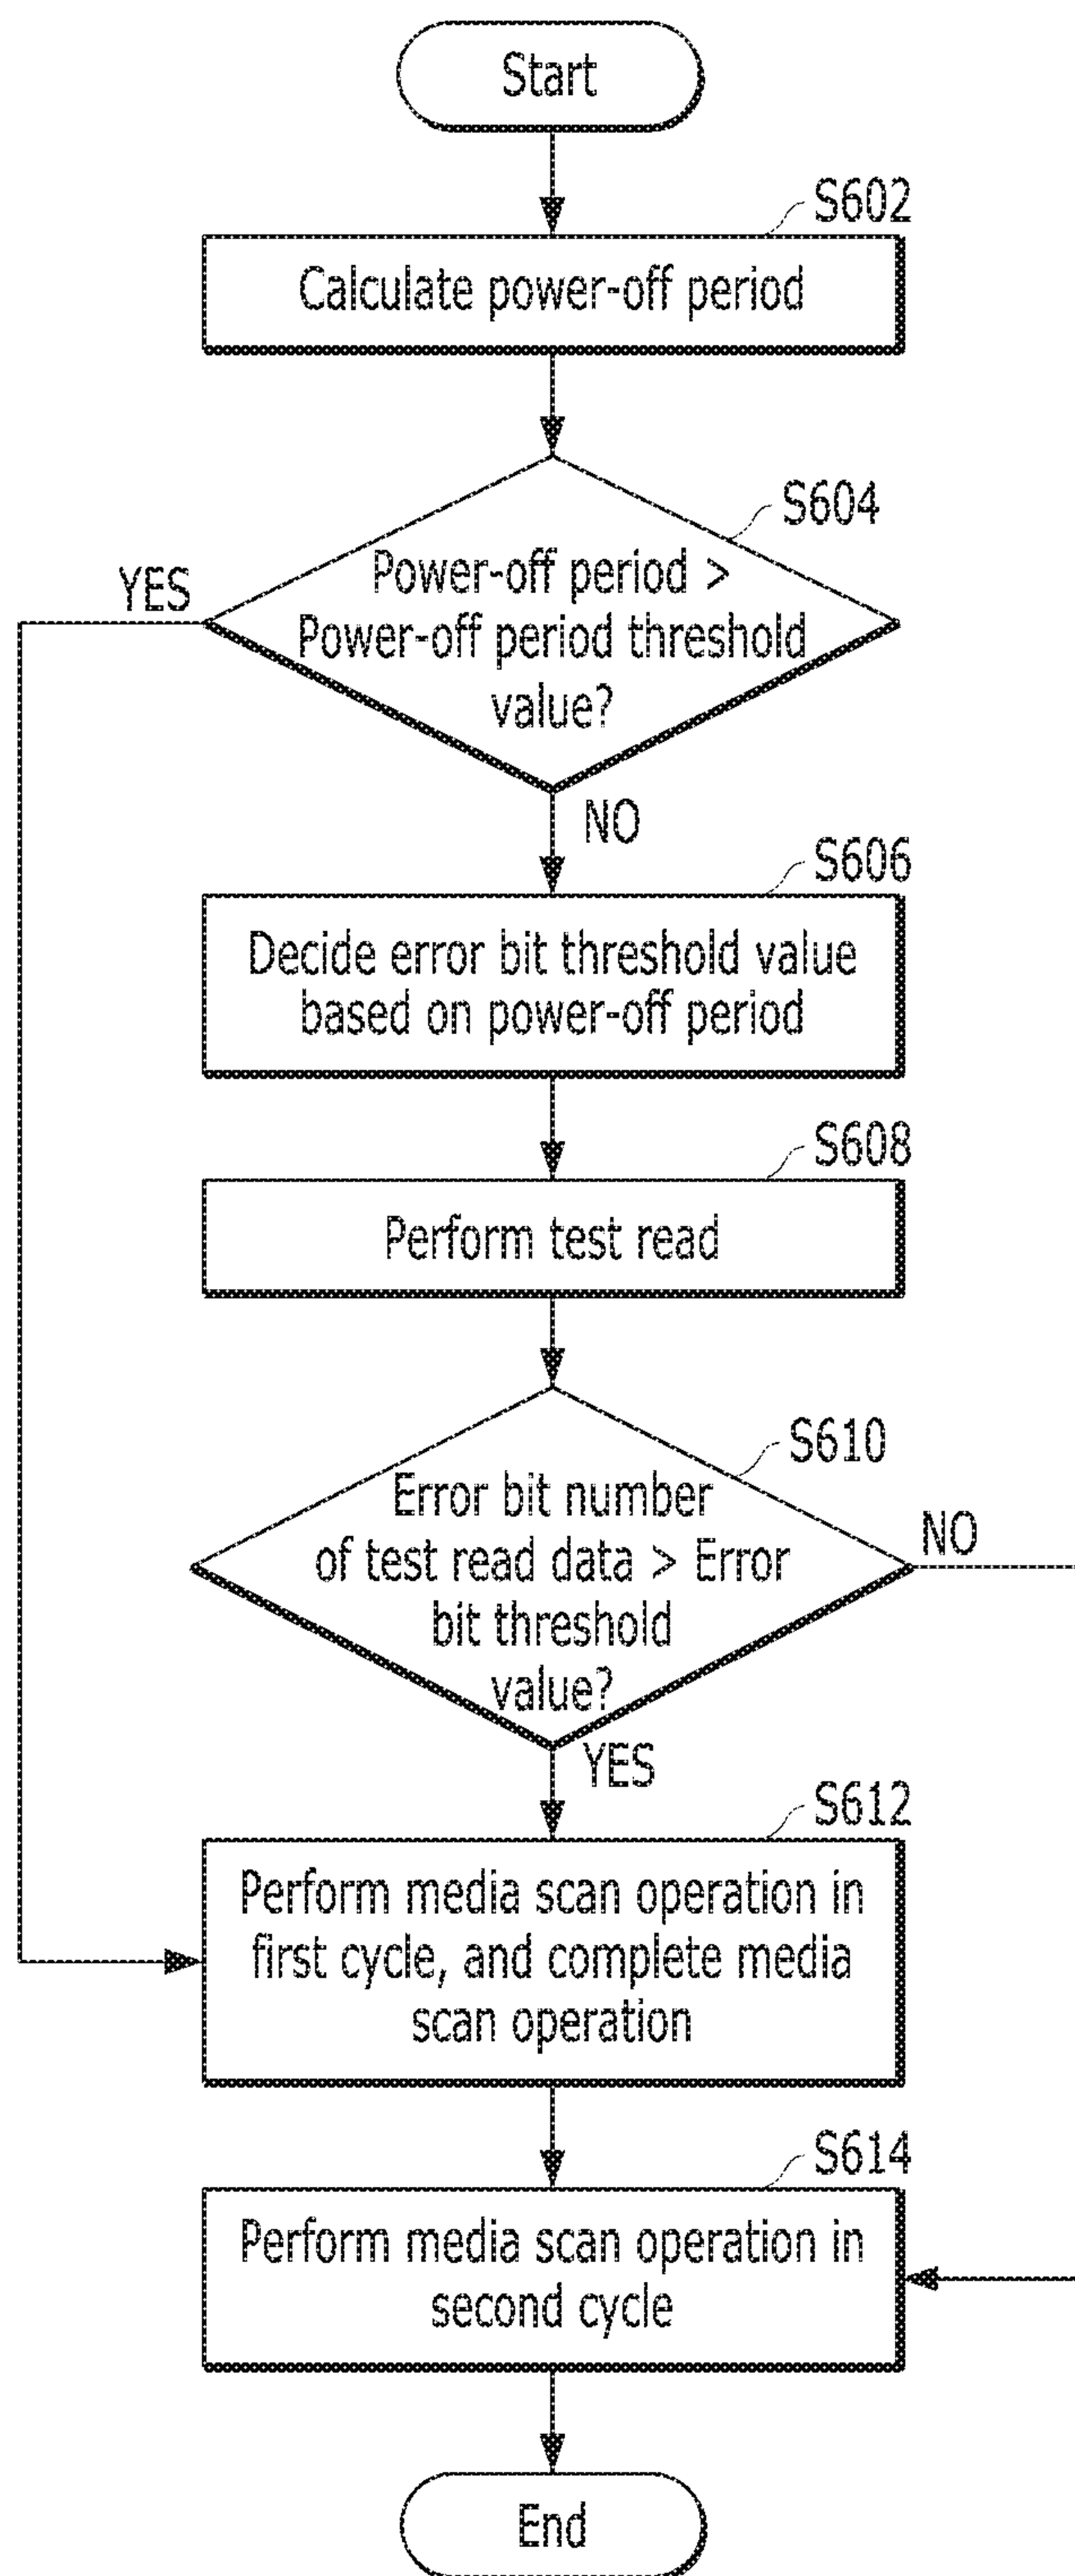 Start
S602
Calculate power-off period
S604
YES
Power-off period >
Power-off period threshold
value?
NO
S606
Decide error bit threshold value
based on power-off period
S608
Perform test read
S610
Error bit number
of test read data > Error
bit threshold
value?
NO
YES
S612
Perform media scan operation in
first cycle, and complete media
scan operation
S614
Perform media scan operation in
second cycle
End